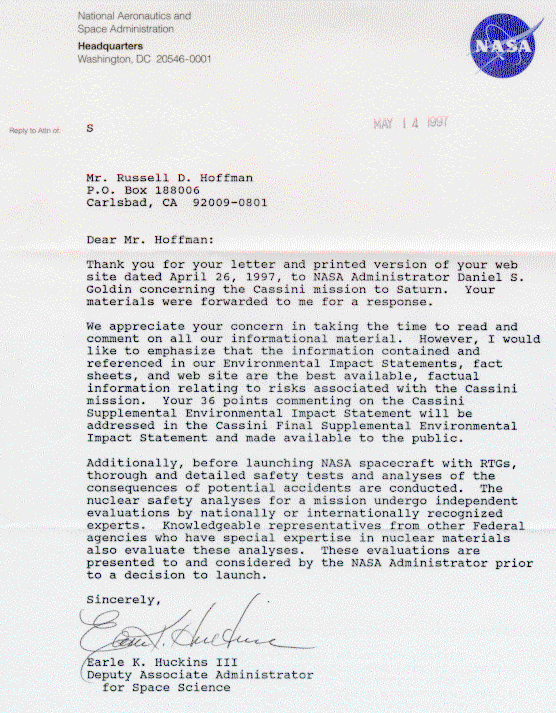 National Aeronautics and
Space Administration
Headquarters
Washington, DC 20546-0001
NASA
Reply to Attn of:
S
MAY 14 1997
Mr. Russell D. Hoffman
P.O. Box 188006
Carlsbad, CA 92009-0801
Dear Mr. Hoffman:
Thank you for your letter and printed version of your web
site dated April 26, 1997, to NASA Administrator Daniel S.
Goldin concerning the Cassini mission to Saturn. Your
materials were forwarded to me for a response.
We appreciate your concern in taking the time to read and
comment on all our informational material. However, I would
like to emphasize that the information contained and
referenced in our Environmental Impact Statements, fact
sheets, and web site are the best available, factual
information relating to risks associated with the Cassini
mission. Your 36 points commenting on the Cassini
Supplemental Environmental Impact Statement will be
addressed in the Cassini Final Supplemental Environmental
Impact Statement and made available to the public.
Additionally, before launching NASA spacecraft with RTGs,
thorough and detailed safety tests and analyses of the
consequences of potential accidents are conducted. The
nuclear safety analyses for a mission undergo independent
evaluations by nationally or internationally recognized
experts. Knowledgeable representatives from other Federal
agencies who have special expertise in nuclear materials
also evaluate these analyses. These evaluations are
presented to and considered by the NASA Administrator prior
to a decision to launch.
Sincerely,
Earle K. Huckins
Earle K. Huckins III
Deputy Associate Administrator
for Space Science